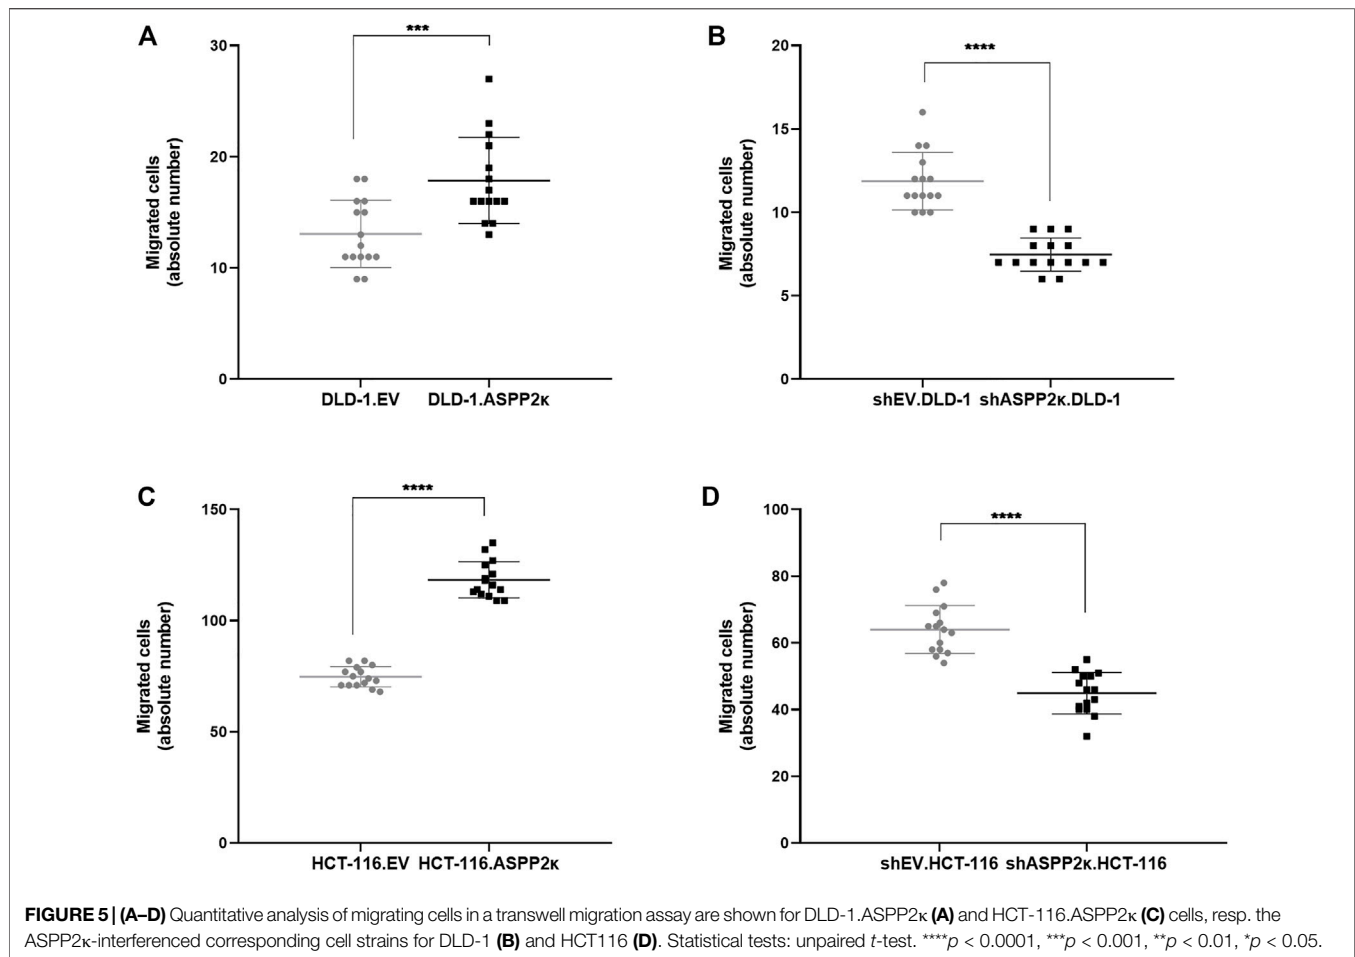 A
***
30
20
10
0
Migrated cells
(absolute number)
DLD-1.EV DLD-1.ASPP2κ
B
****
20
15
10
5
0
Migrated cells
(absolute number)
shEV.DLD-1 shASPP2κ.DLD-1
C
****
150
100
50
0
Migrated cells
(absolute number)
HCT-116.EV HCT-116.ASPP2κ
D
****
100
80
60
40
20
0
Migrated cells
(absolute number)
shEV.HCT-116 shASPP2κ.HCT-116
FIGURE 5 | (A–D) Quantitative analysis of migrating cells in a transwell migration assay are shown for DLD-1.ASPP2κ (A) and HCT-116.ASPP2κ (C) cells, resp. the
ASPP2κ-interferenced corresponding cell strains for DLD-1 (B) and HCT116 (D). Statistical tests: unpaired t-test. ****p < 0.0001, ***p < 0.001, **p < 0.01, *p < 0.05.